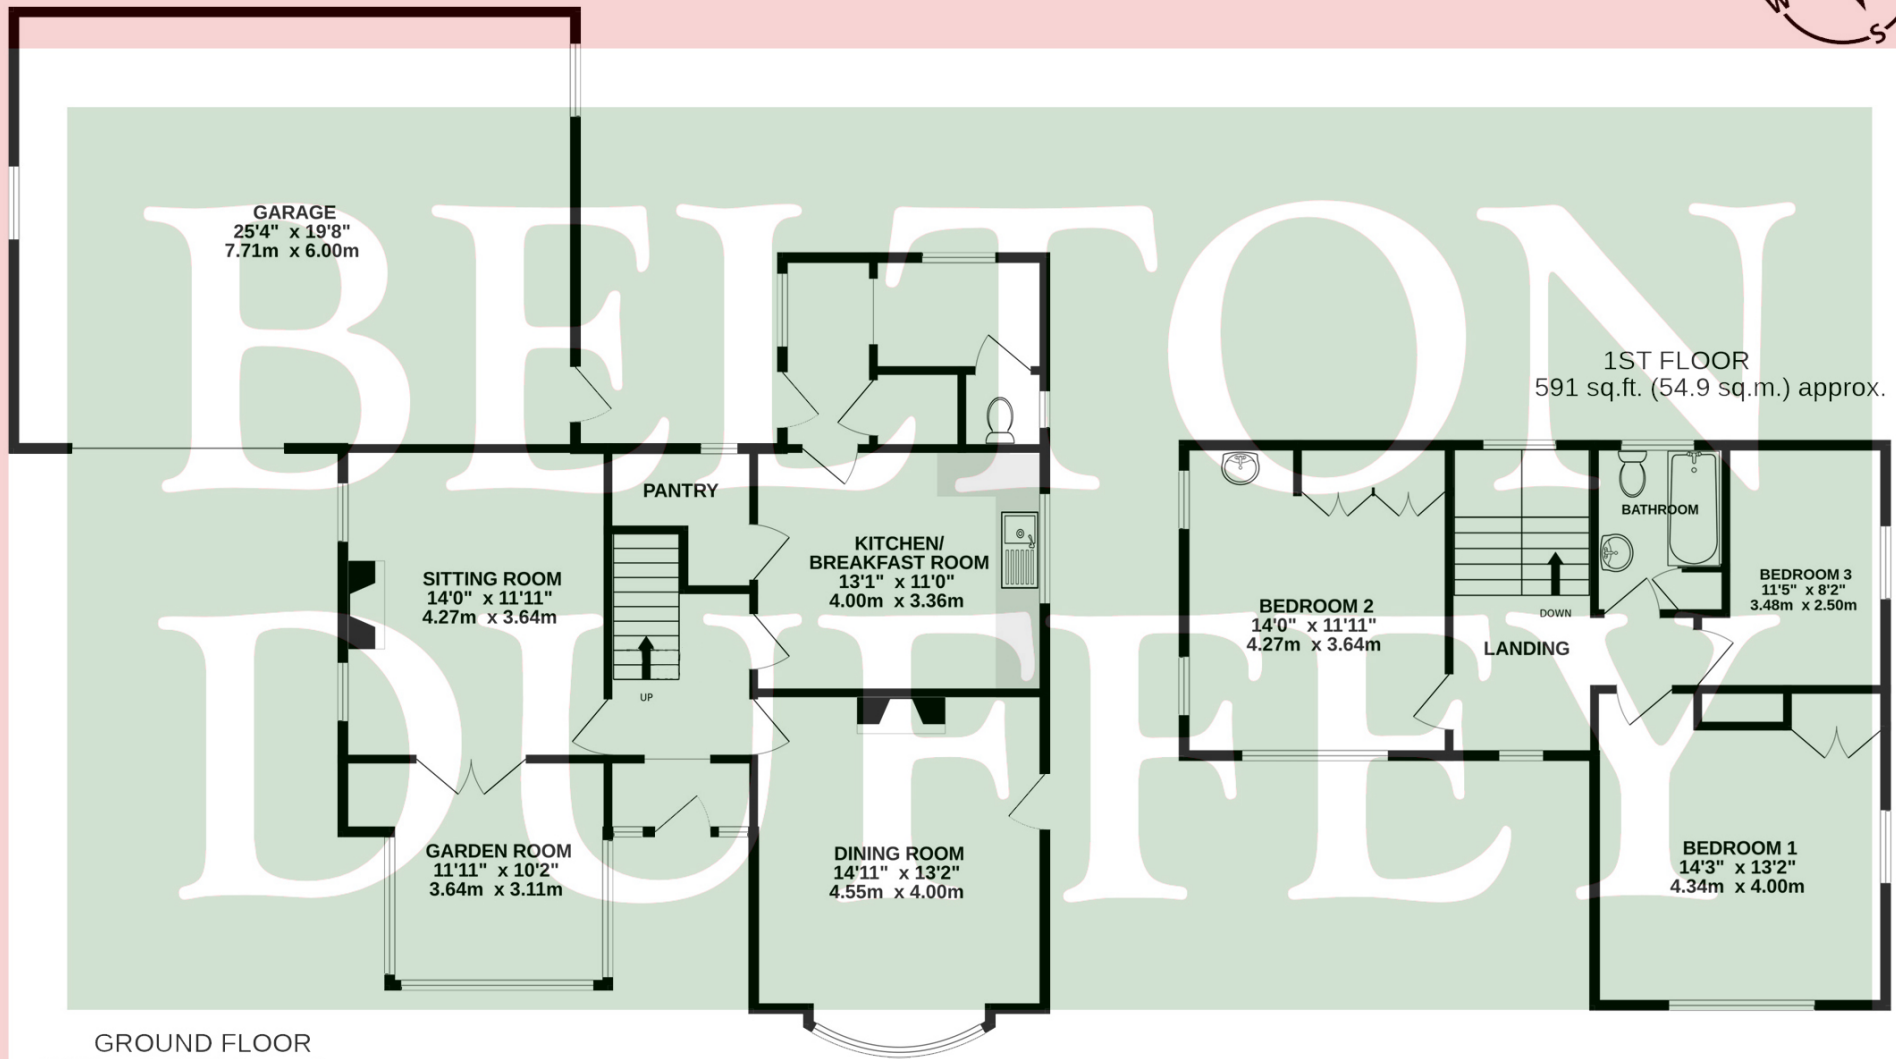 W
S
GARAGE
25'4" x 19'8"
7.71m x 6.00m
BELTON
DUFFEY
1ST FLOOR
591 sq.ft. (54.9 sq.m.) approx.
PANTRY
KITCHEN/
BREAKFAST ROOM
13'1" x 11'0"
4.00m x 3.36m
SITTING ROOM
14'0" x 11'11"
4.27m x 3.64m
UP
BATHROOM
BEDROOM 3
11'5" x 8'2"
3.48m x 2.50m
BEDROOM 2
14'0" x 11'11"
4.27m x 3.64m
DOWN
LANDING
GARDEN ROOM
11'11" x 10'2"
3.64m x 3.11m
DINING ROOM
14'11" x 13'2"
4.55m x 4.00m
BEDROOM 1
14'3" x 13'2"
4.34m x 4.00m
GROUND FLOOR